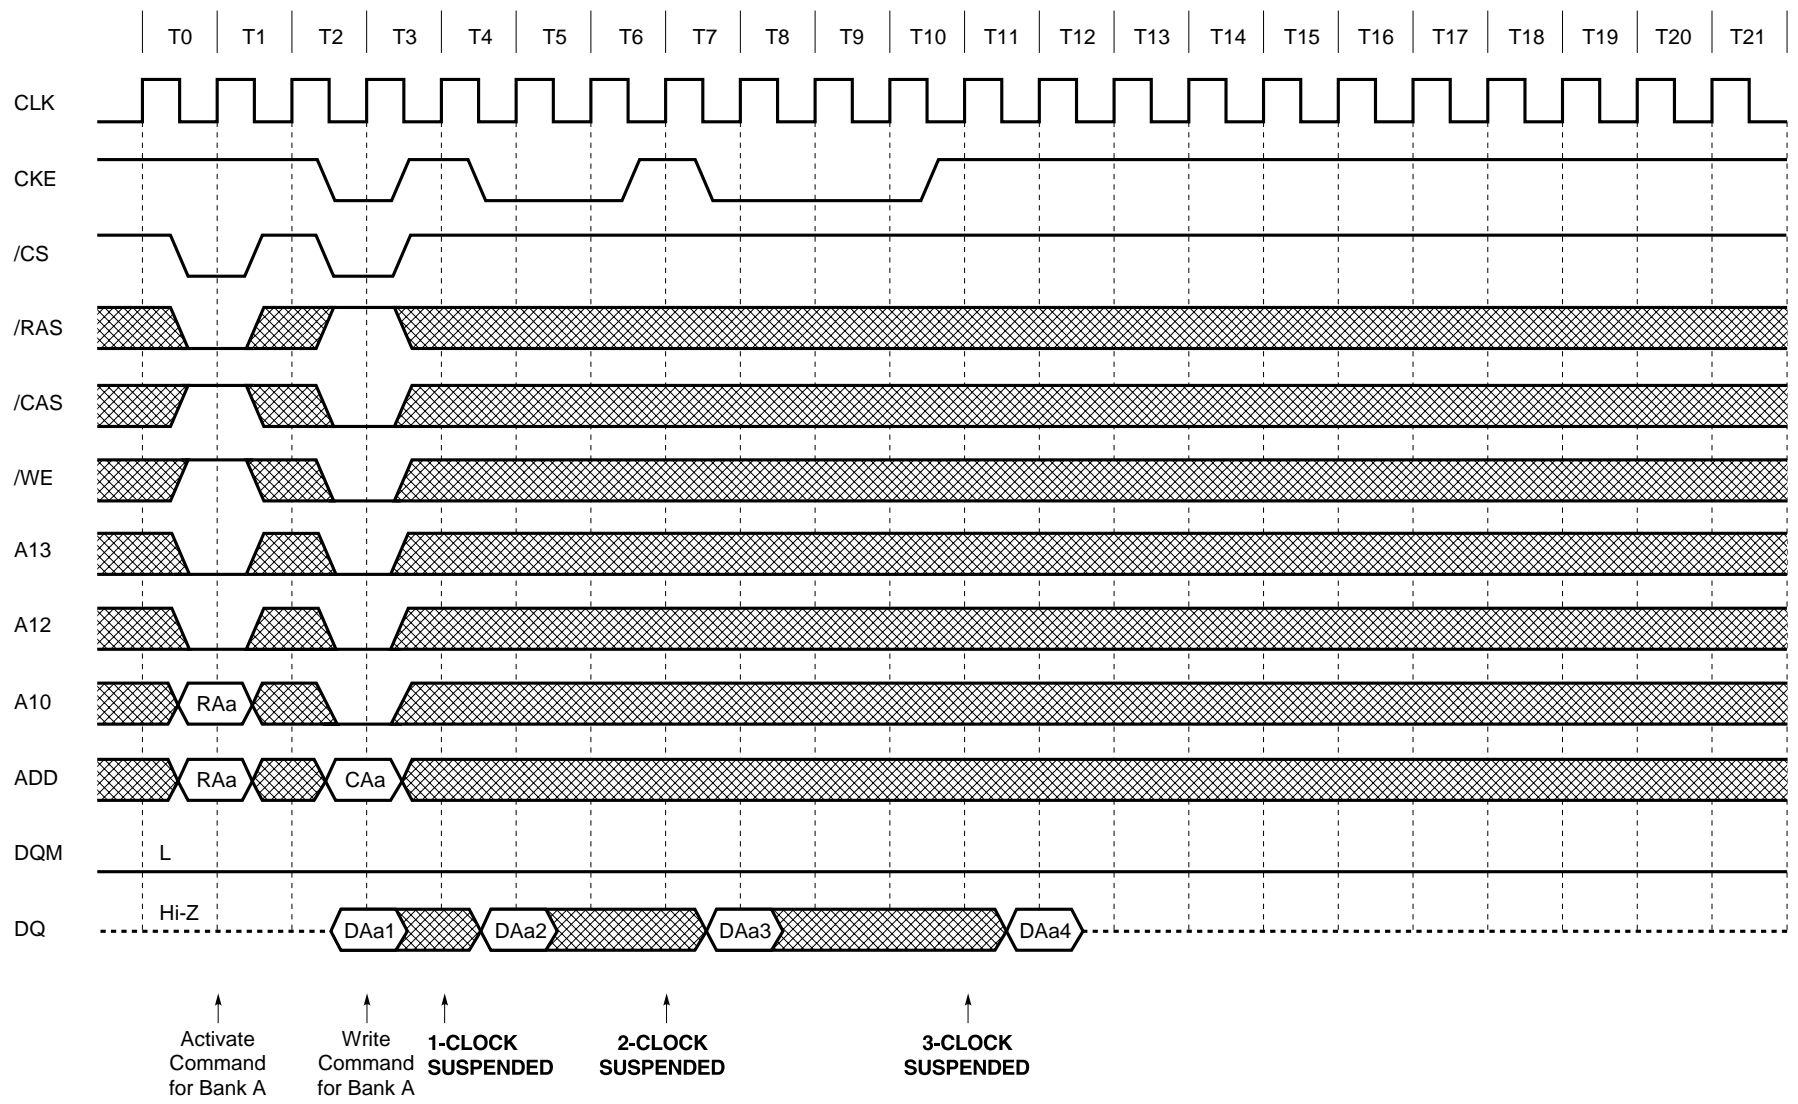 T0 T1 T2 T3 T4 T5 T6 T7 T8 T9 T10 T11 T12 T13 T14 T15 T16 T17 T18 T19 T20 T21
CLK
CKE
/CS
/RAS
/CAS
/WE
A13
A12
A10 RAa
ADD RAa CAa
DQM L
DQ Hi-Z DAa1 DAa2 DAa3 DAa4
Activate
Command
for Bank A
Write
Command
for Bank A
1-CLOCK
SUSPENDED
2-CLOCK
SUSPENDED
3-CLOCK
SUSPENDED